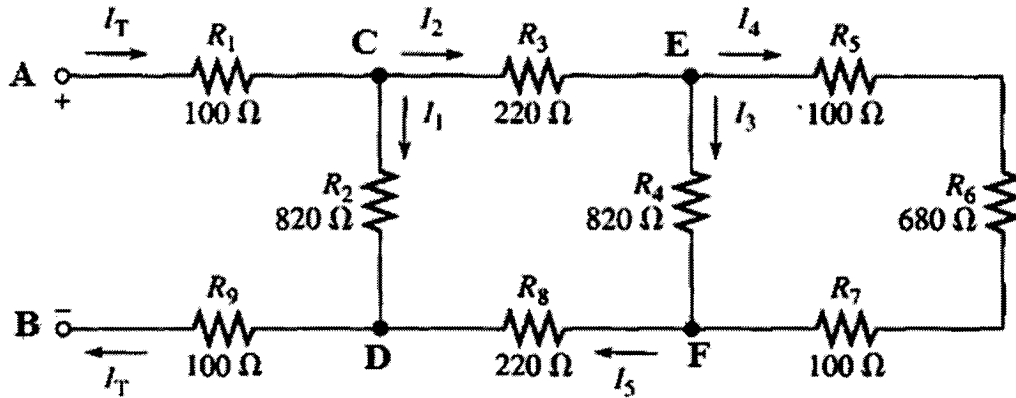 I_T C I_2 E I_4
R_1 R_3 R_5
A
+ 100 Ω 220 Ω 100 Ω
I_1 I_3
R_2 R_4 R_6
820 Ω 820 Ω 680 Ω
− R_9 R_8 R_7
B
I_T 100 Ω D 220 Ω I_5 F 100 Ω